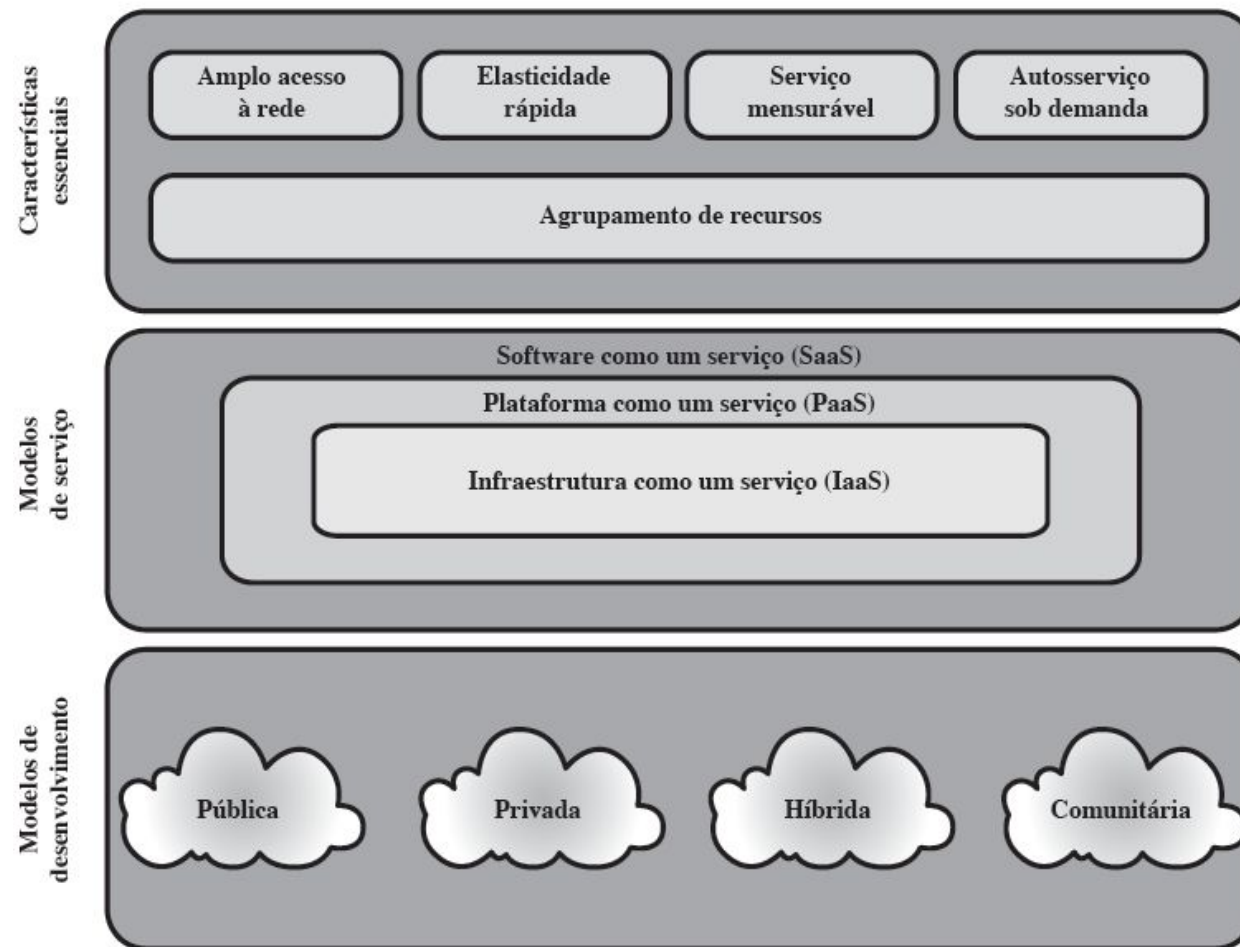 Características
essenciais
Amplo acesso
à rede
Elasticidade
rápida
Serviço
mensurável
Autosserviço
sob demanda
Agrupamento de recursos
Modelos
de serviço
Software como um serviço (SaaS)
Plataforma como um serviço (PaaS)
Infraestrutura como um serviço (IaaS)
Modelos de
desenvolvimento
Pública
Privada
Híbrida
Comunitária